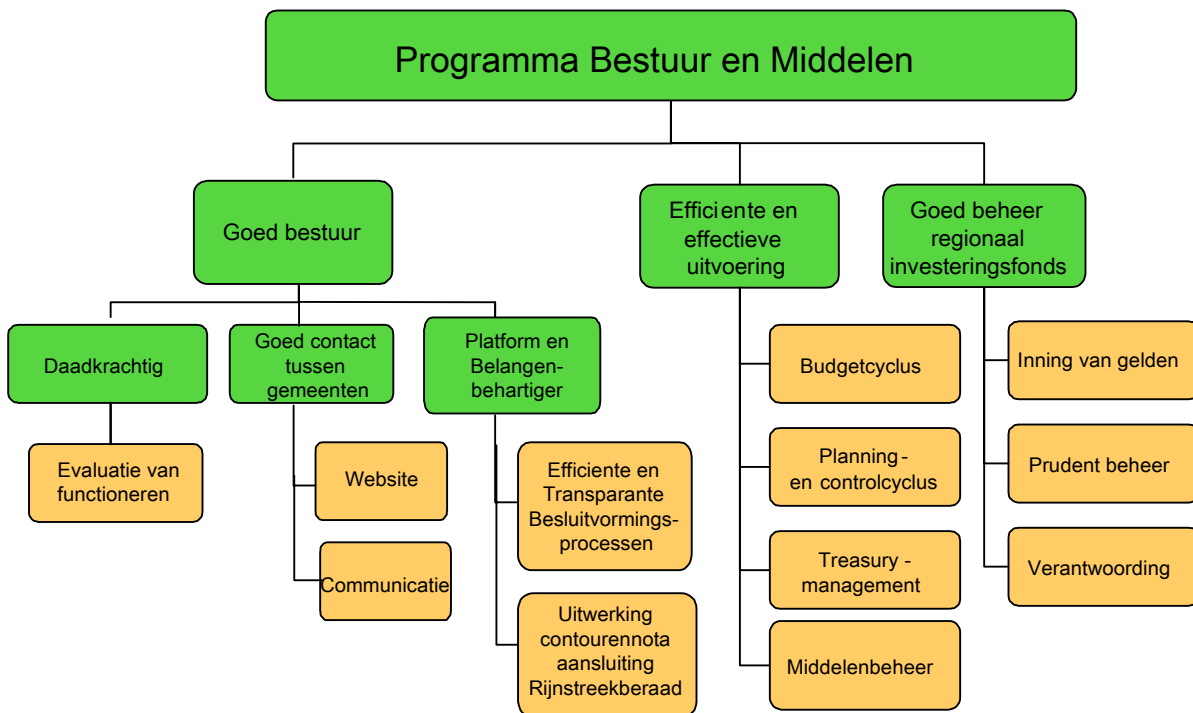 Programma Bestuur en Middelen
Goed bestuur
Efficiente en
effectieve
uitvoering
Goed beheer
regionaal
investeringsfonds
Daadkrachtig
Goed contact
tussen
gemeenten
Platform en
Belangen-
behartiger
Evaluatie van
functioneren
Website
Communicatie
Efficiente en
Transparante
Besluitvormings-
processen
Uitwerking
contourennota
aansluiting
Rijnstreekberaad
Budgetcyclus
Planning -
en controlcyclus
Treasury -
management
Middelenbeheer
Inning van gelden
Prudent beheer
Verantwoording